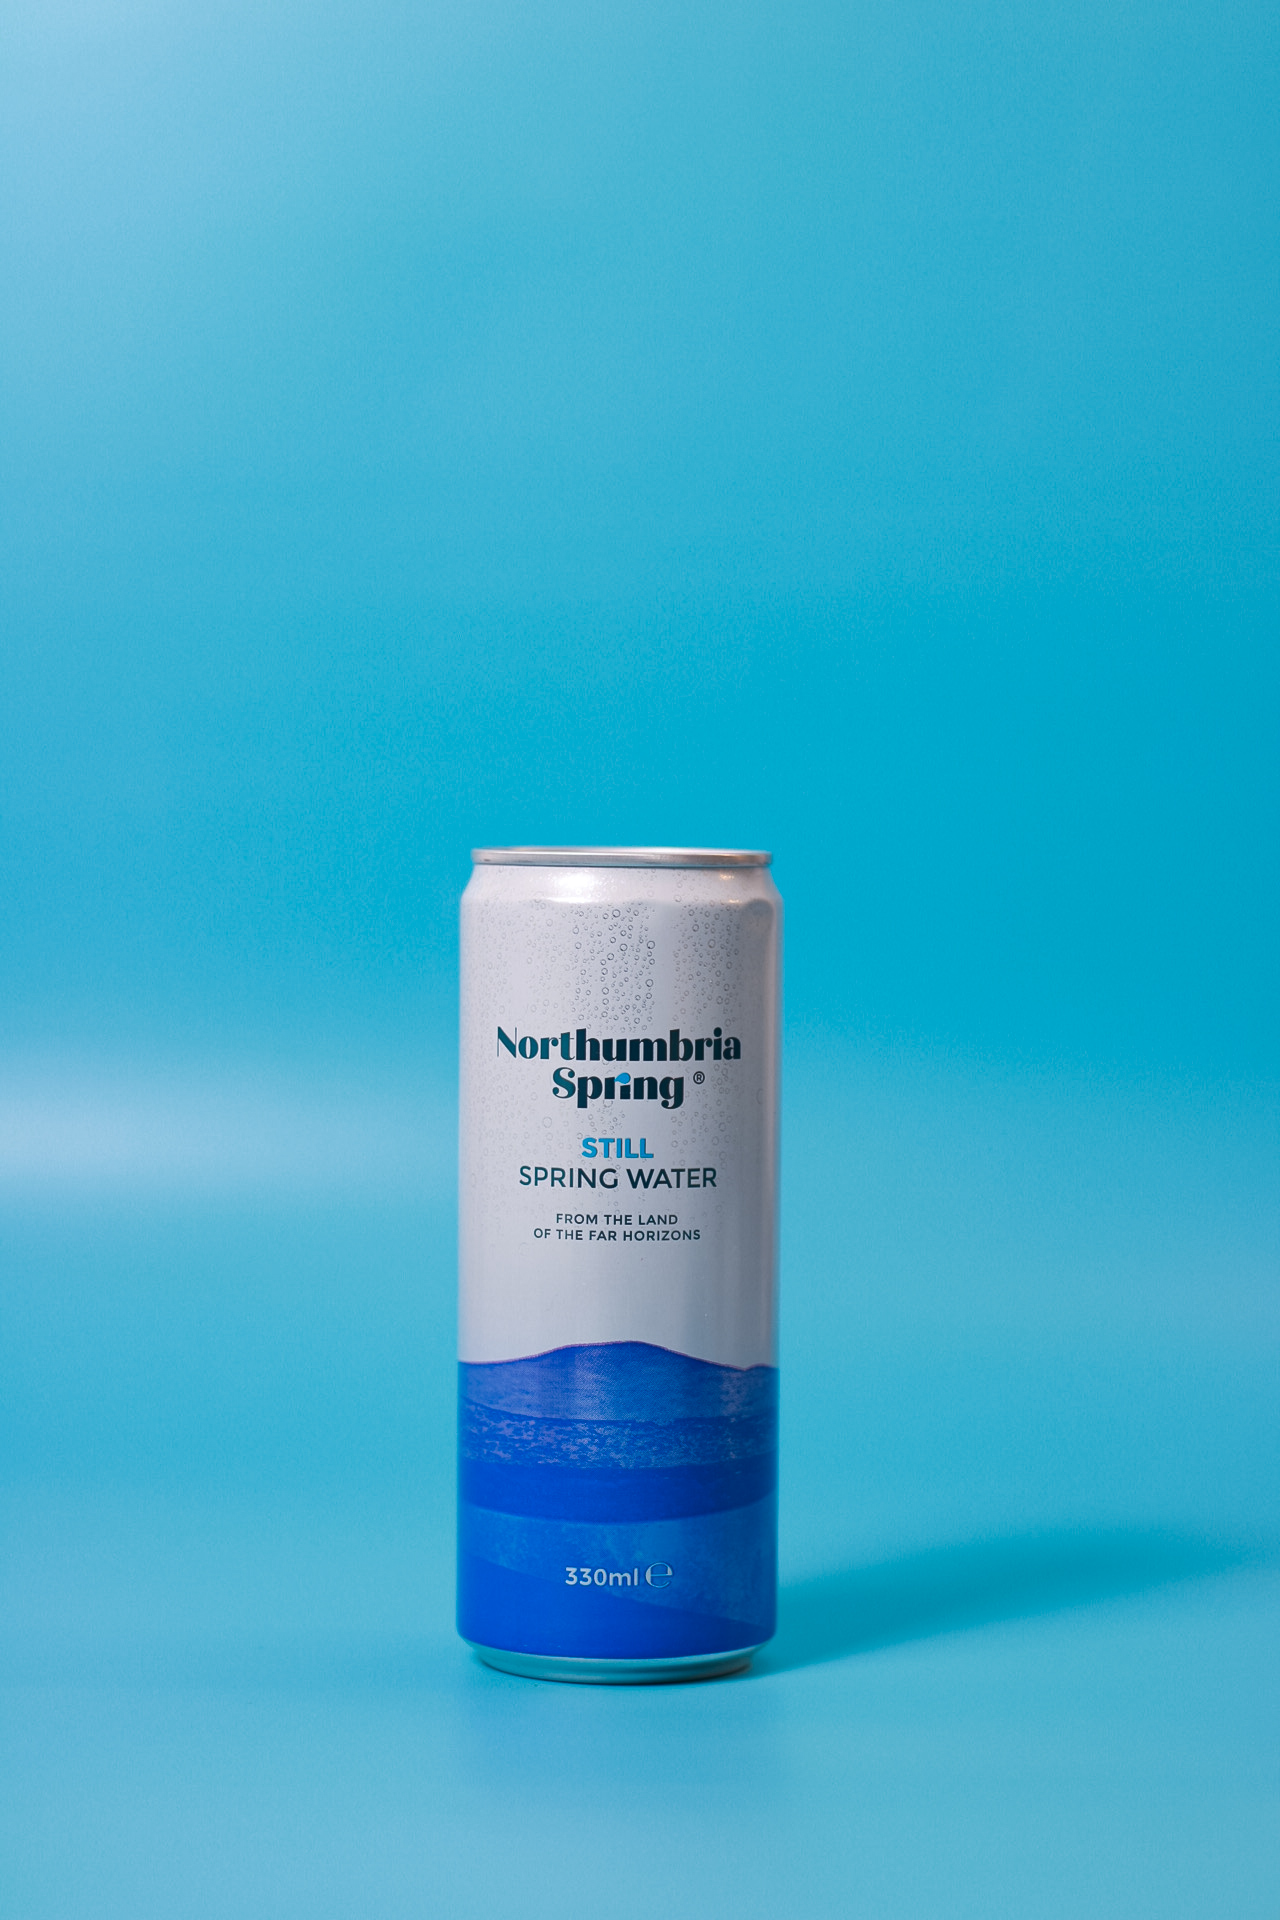 Northumbria
Spring ®
STILL
SPRING WATER
FROM THE LAND
OF THE FAR HORIZONS
330ml ℮